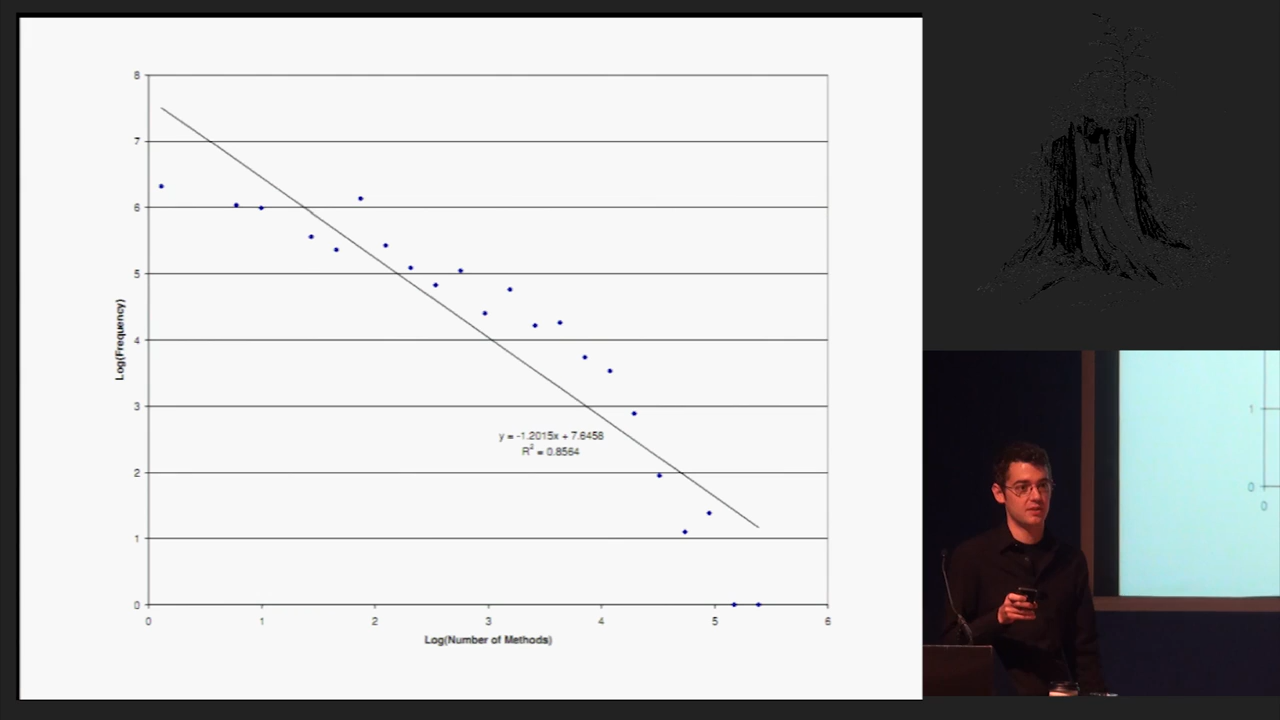 8
7
6
5
4
3
2
1
0
Log(Frequency)
y = -1.2015x + 7.6458
R² = 0.8564
0 1 2 3 4 5 6
Log(Number of Methods)
1
0
0